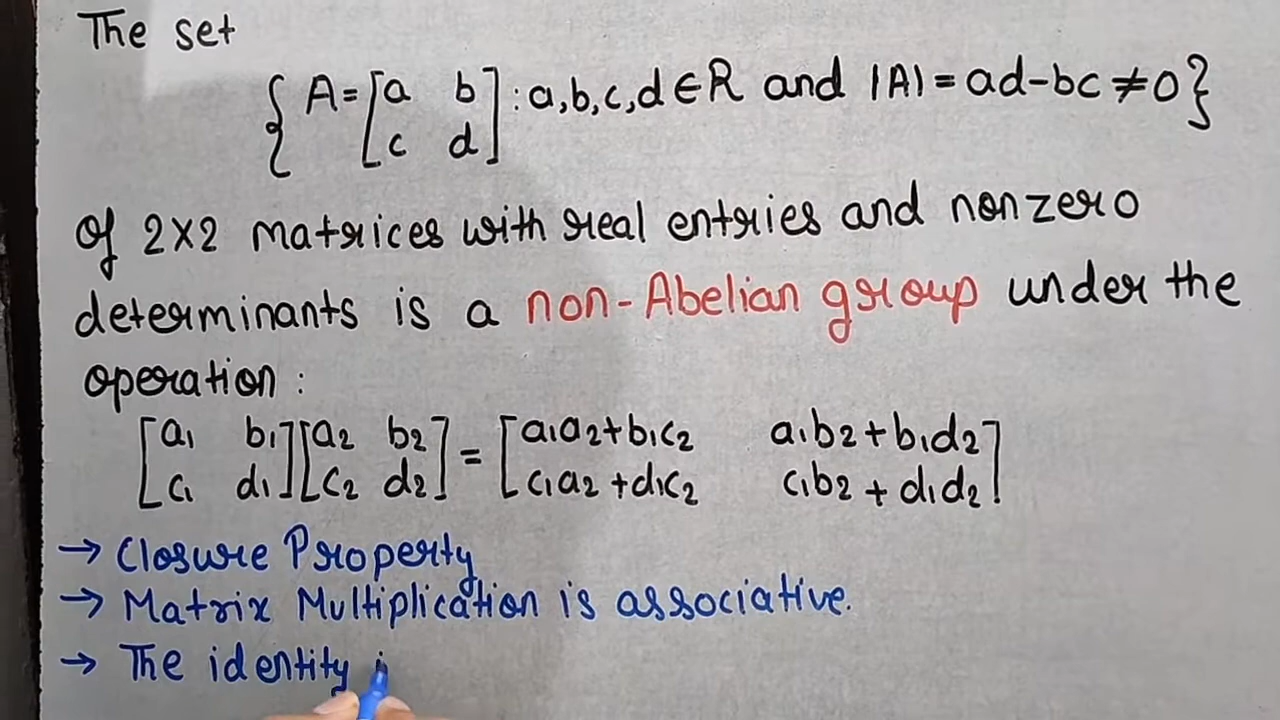 The set
{ A = [a b; c d] : a,b,c,d ∈ R and |A| = ad-bc ≠ 0 }
Of 2x2 matrices with real entries and nonzero
determinants is a non-Abelian group under the
operation :
[a₁ b₁; c₁ d₁][a₂ b₂; c₂ d₂] = [a₁a₂+b₁c₂ a₁b₂+b₁d₂; c₁a₂+d₁c₂ c₁b₂+d₁d₂]
→ Closure Property
→ Matrix Multiplication is associative.
→ The identity i